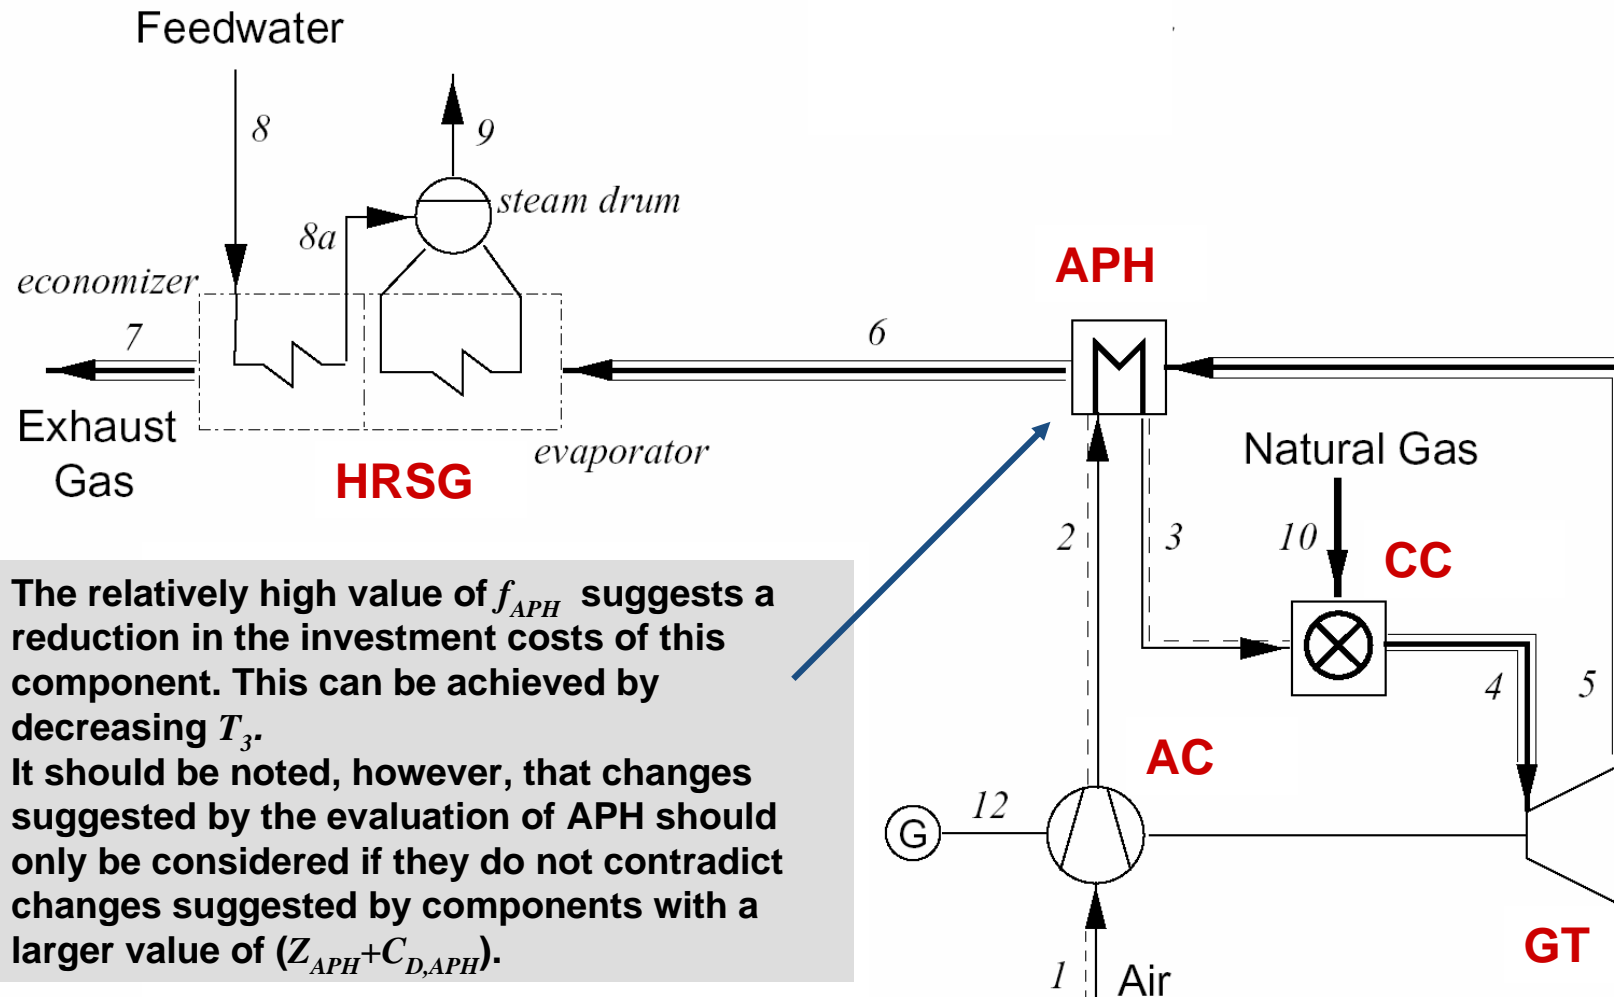 Feedwater
8
9
steam drum
8a
economizer
APH
7
6
Exhaust
Gas
evaporator
HRSG
Natural Gas
2
3
10
CC
The relatively high value of f_APH suggests a
reduction in the investment costs of this
component. This can be achieved by
decreasing T_3.
It should be noted, however, that changes
suggested by the evaluation of APH should
only be considered if they do not contradict
changes suggested by components with a
larger value of (Z_APH+C_D,APH).
4
5
AC
12
G
GT
1
Air